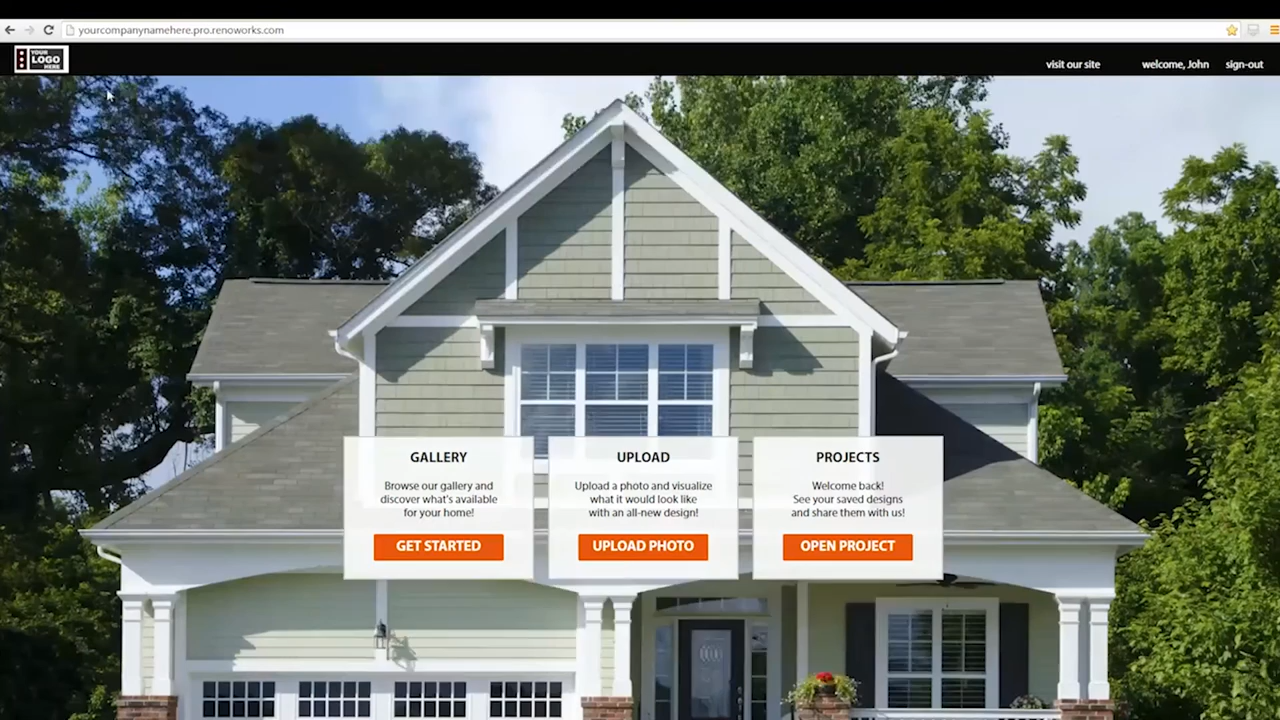 yourcompanynamehere.pro.renoworks.com
YOUR
LOGO
HERE
visit our site
welcome, John
sign-out
GALLERY
Browse our gallery and
discover what's available
for your home!
GET STARTED
UPLOAD
Upload a photo and visualize
what it would look like
with an all-new design!
UPLOAD PHOTO
PROJECTS
Welcome back!
See your saved designs
and share them with us!
OPEN PROJECT